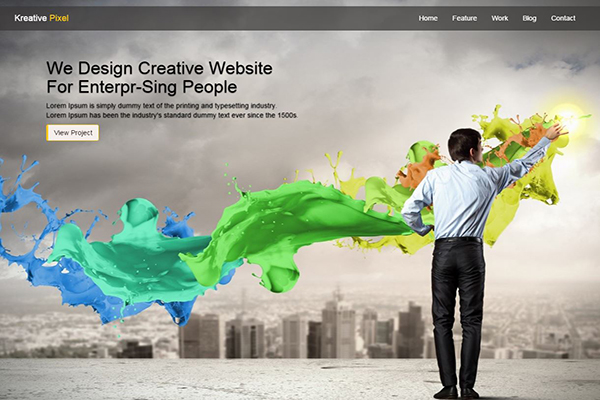 Kreative Pixel
Home Feature Work Blog Contact
We Design Creative Website
For Enterpr-Sing People
Lorem Ipsum is simply dummy text of the printing and typesetting industry.
Lorem Ipsum has been the industry's standard dummy text ever since the 1500s
View Project